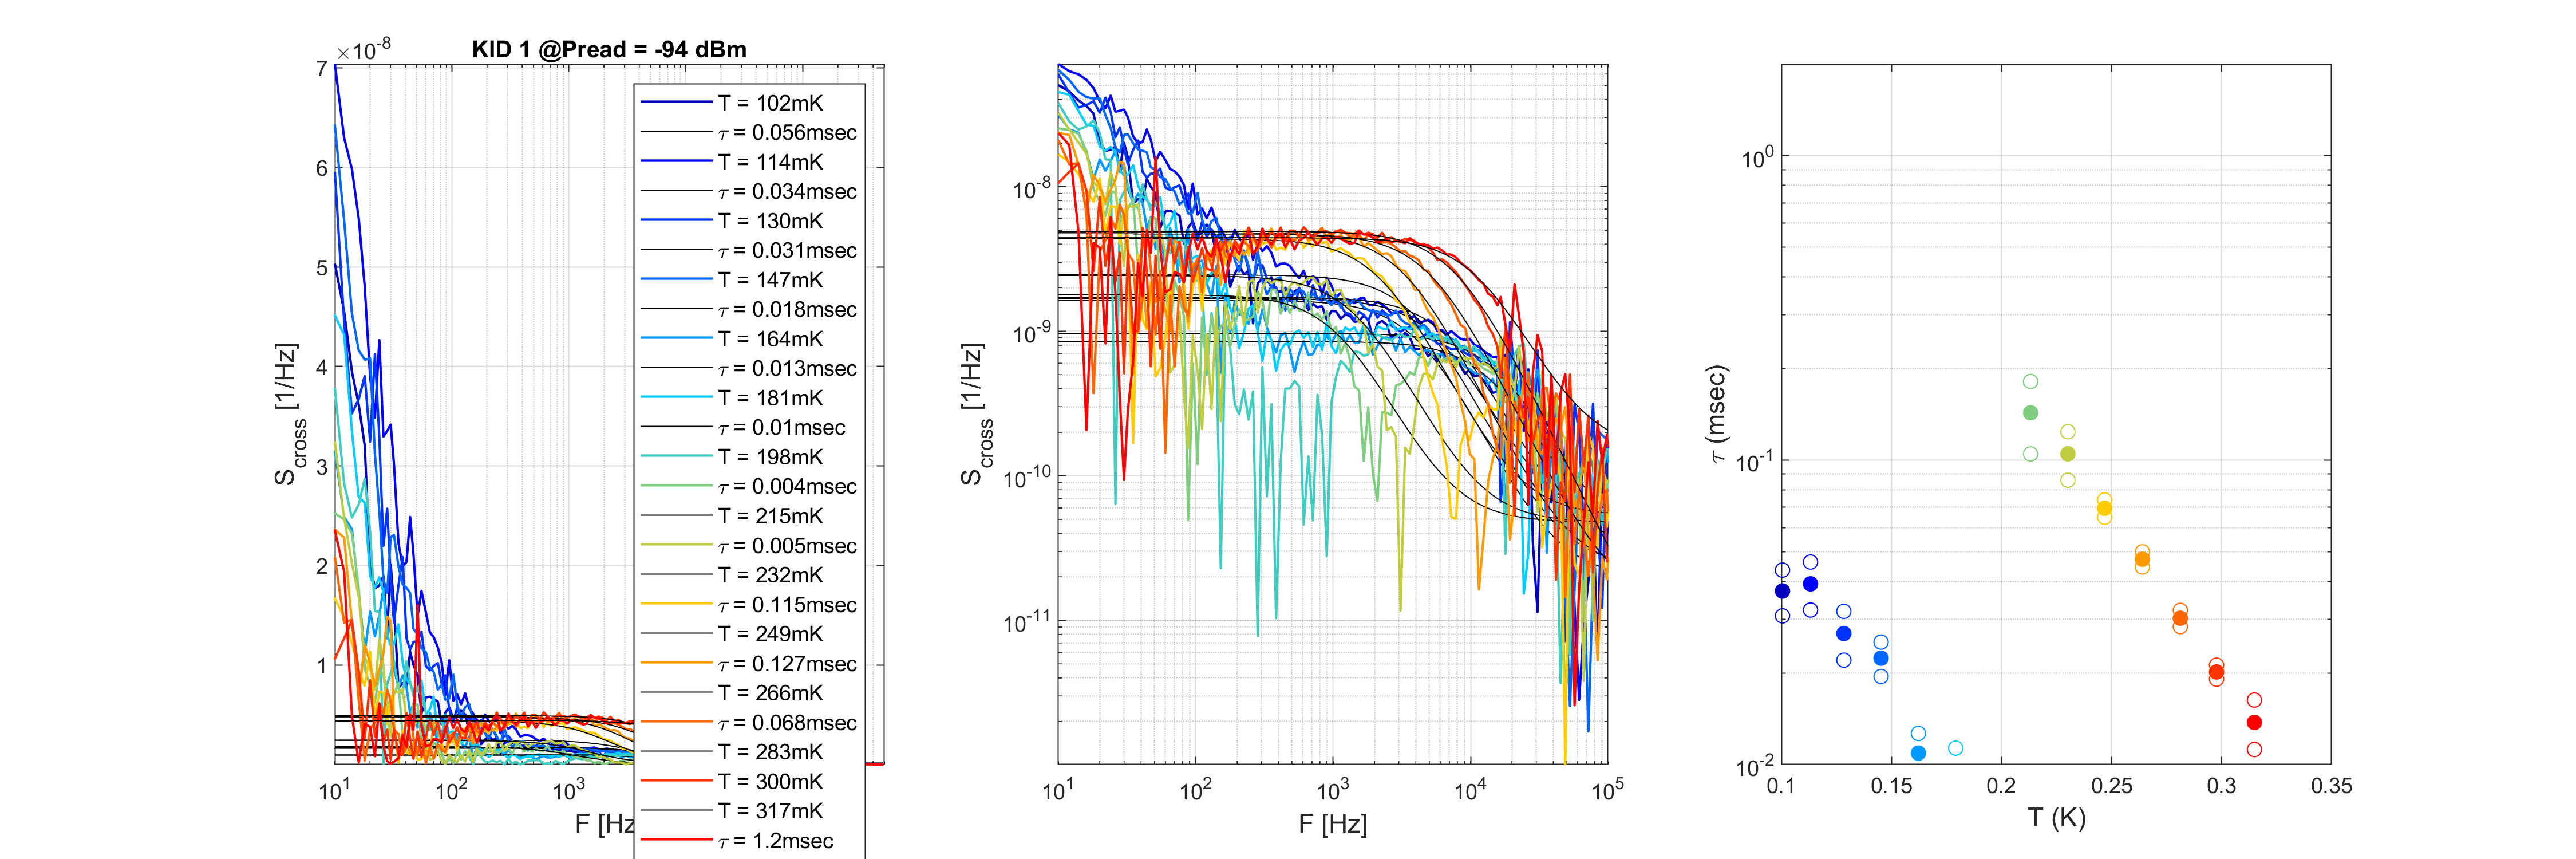 KID 1 @Pread = -94 dBm
×10^-8
7
6
5
4
3
2
1
S_cross [1/Hz]
10^1
10^2
10^3
F [Hz
T = 102mK
τ = 0.056msec
T = 114mK
τ = 0.034msec
T = 130mK
τ = 0.031msec
T = 147mK
τ = 0.018msec
T = 164mK
τ = 0.013msec
T = 181mK
τ = 0.01msec
T = 198mK
τ = 0.004msec
T = 215mK
τ = 0.005msec
T = 232mK
τ = 0.115msec
T = 249mK
τ = 0.127msec
T = 266mK
τ = 0.068msec
T = 283mK
T = 300mK
T = 317mK
τ = 1.2msec
10^-8
10^-9
10^-10
10^-11
S_cross [1/Hz]
10^1
10^2
10^3
10^4
10^5
F [Hz]
10^0
10^-1
10^-2
τ (msec)
0.1
0.15
0.2
0.25
0.3
0.35
T (K)